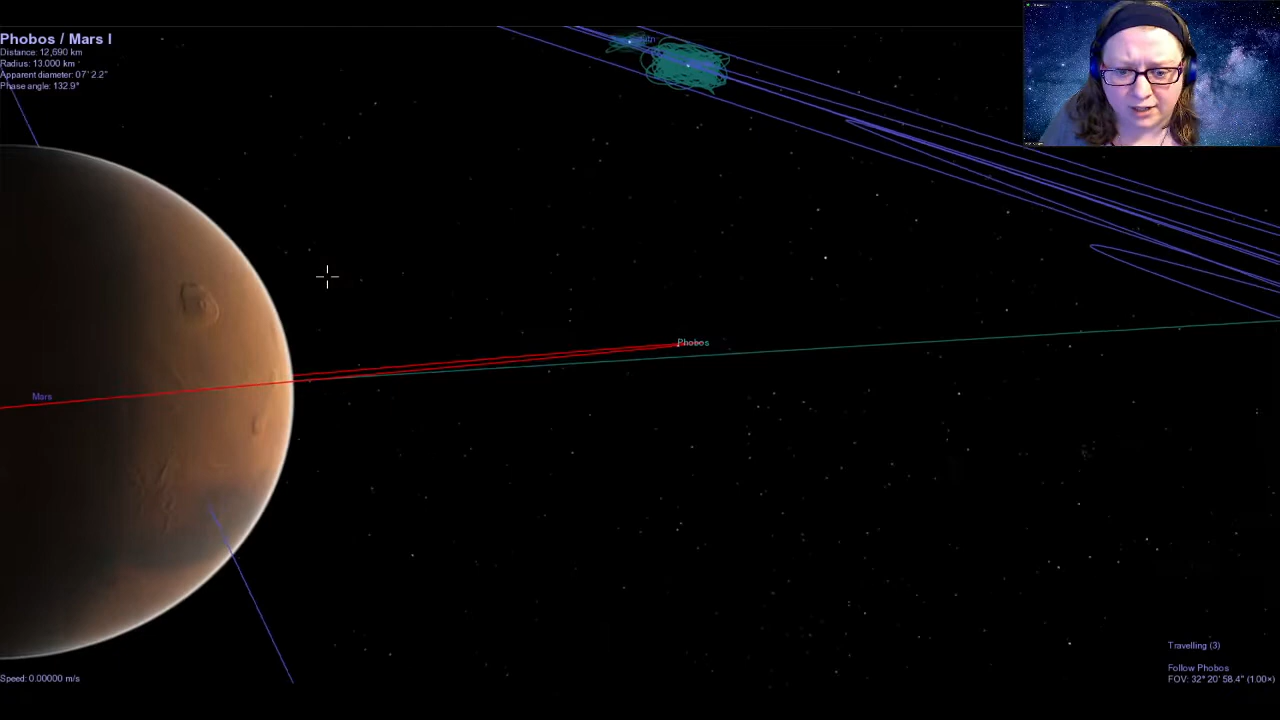 Phobos / Mars I
Distance: 12,690 km
Radius: 13.000 km
Apparent diameter: 07' 2.2"
Phase angle: 132.9°
Phobos
Mars
Travelling (3)
Follow Phobos
Speed: 0.00000 m/s
FOV: 32° 20' 58.4" (1.00×)